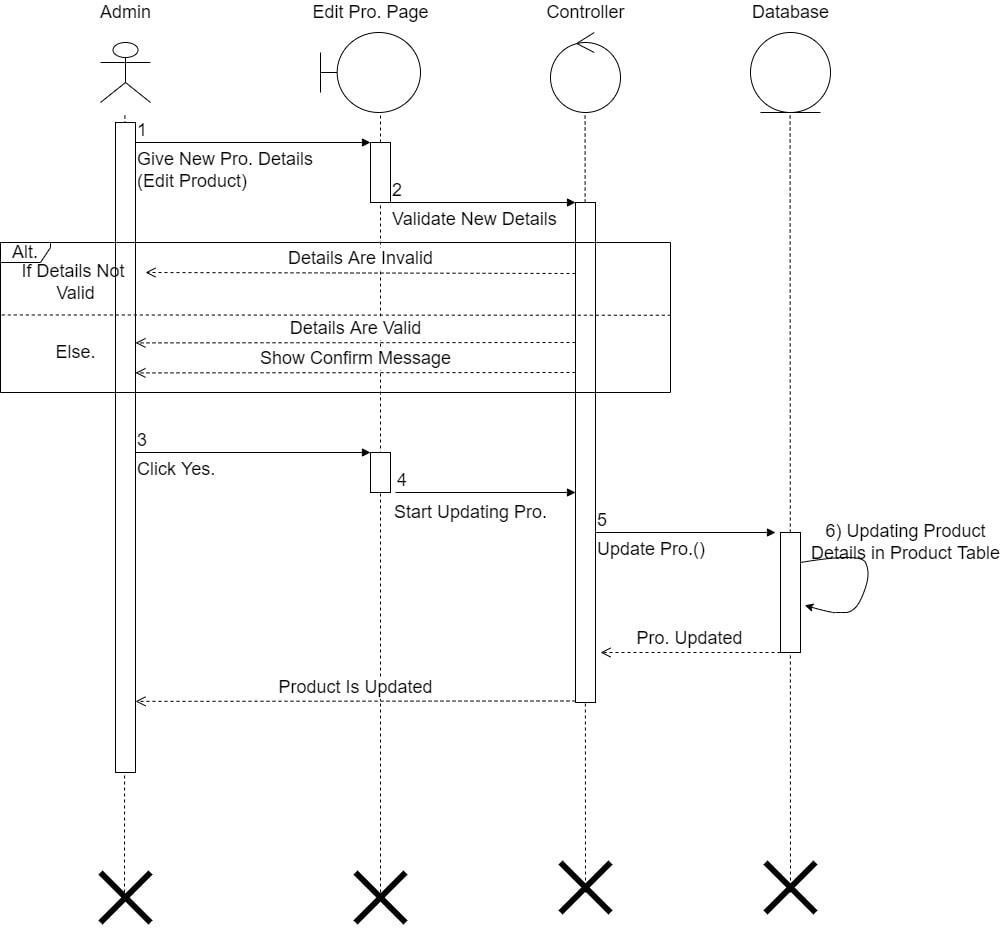 Admin
Edit Pro. Page
Controller
Database
1
Give New Pro. Details
(Edit Product)
2
Validate New Details
Alt.
If Details Not
Valid
Details Are Invalid
Details Are Valid
Else.
Show Confirm Message
3
Click Yes.
4
Start Updating Pro.
5
Update Pro.()
6) Updating Product
Details in Product Table
Pro. Updated
Product Is Updated